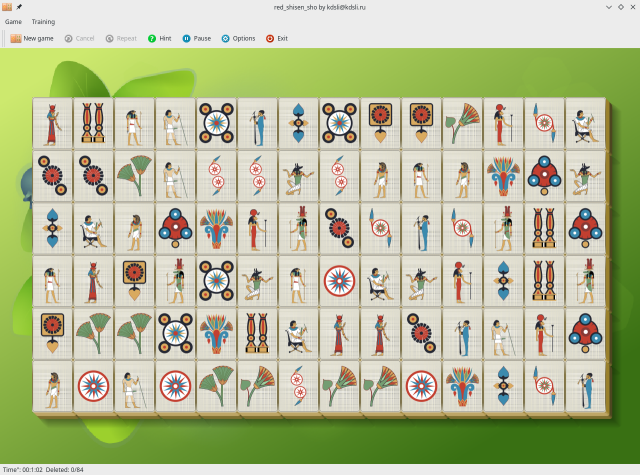 red_shisen_sho by kdsli@kdsli.ru
Game Training
New game Cancel Repeat Hint Pause Options Exit
Time": 00:1:02 Deleted: 0/84